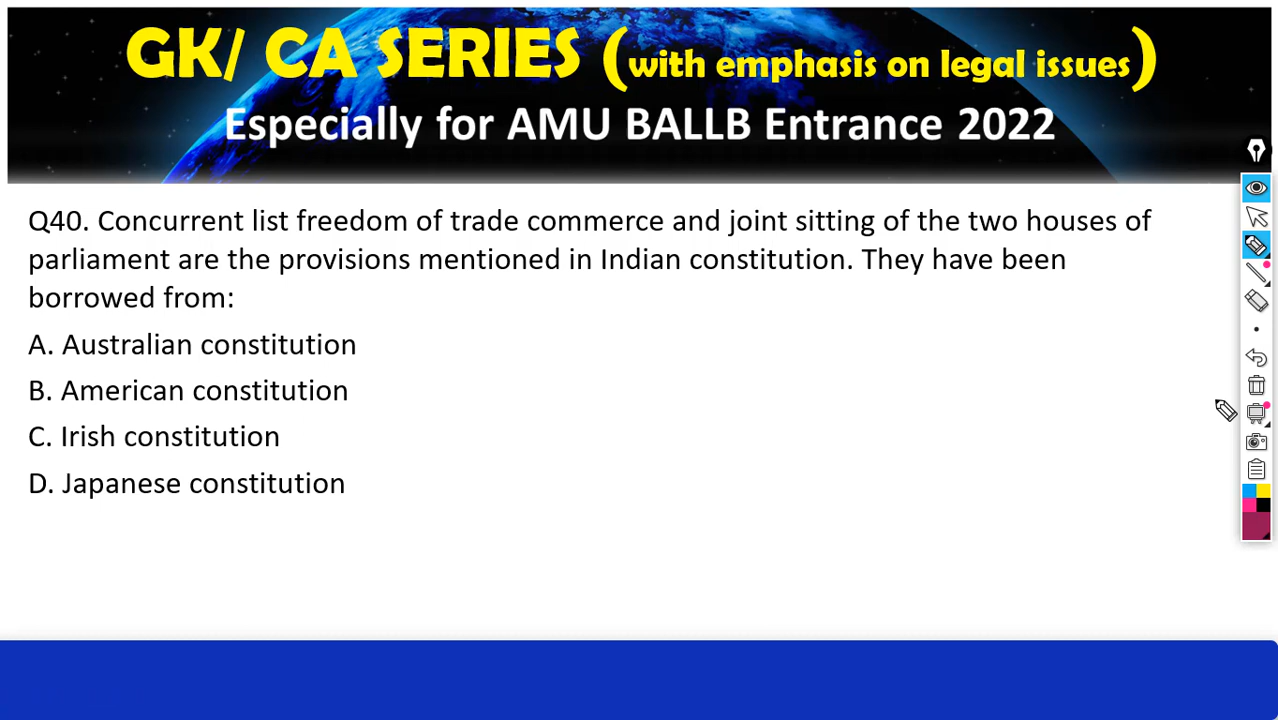 GK/ CA SERIES (with emphasis on legal issues)
Especially for AMU BALLB Entrance 2022
Q40. Concurrent list freedom of trade commerce and joint sitting of the two houses of
parliament are the provisions mentioned in Indian constitution. They have been
borrowed from:
A. Australian constitution
B. American constitution
C. Irish constitution
D. Japanese constitution